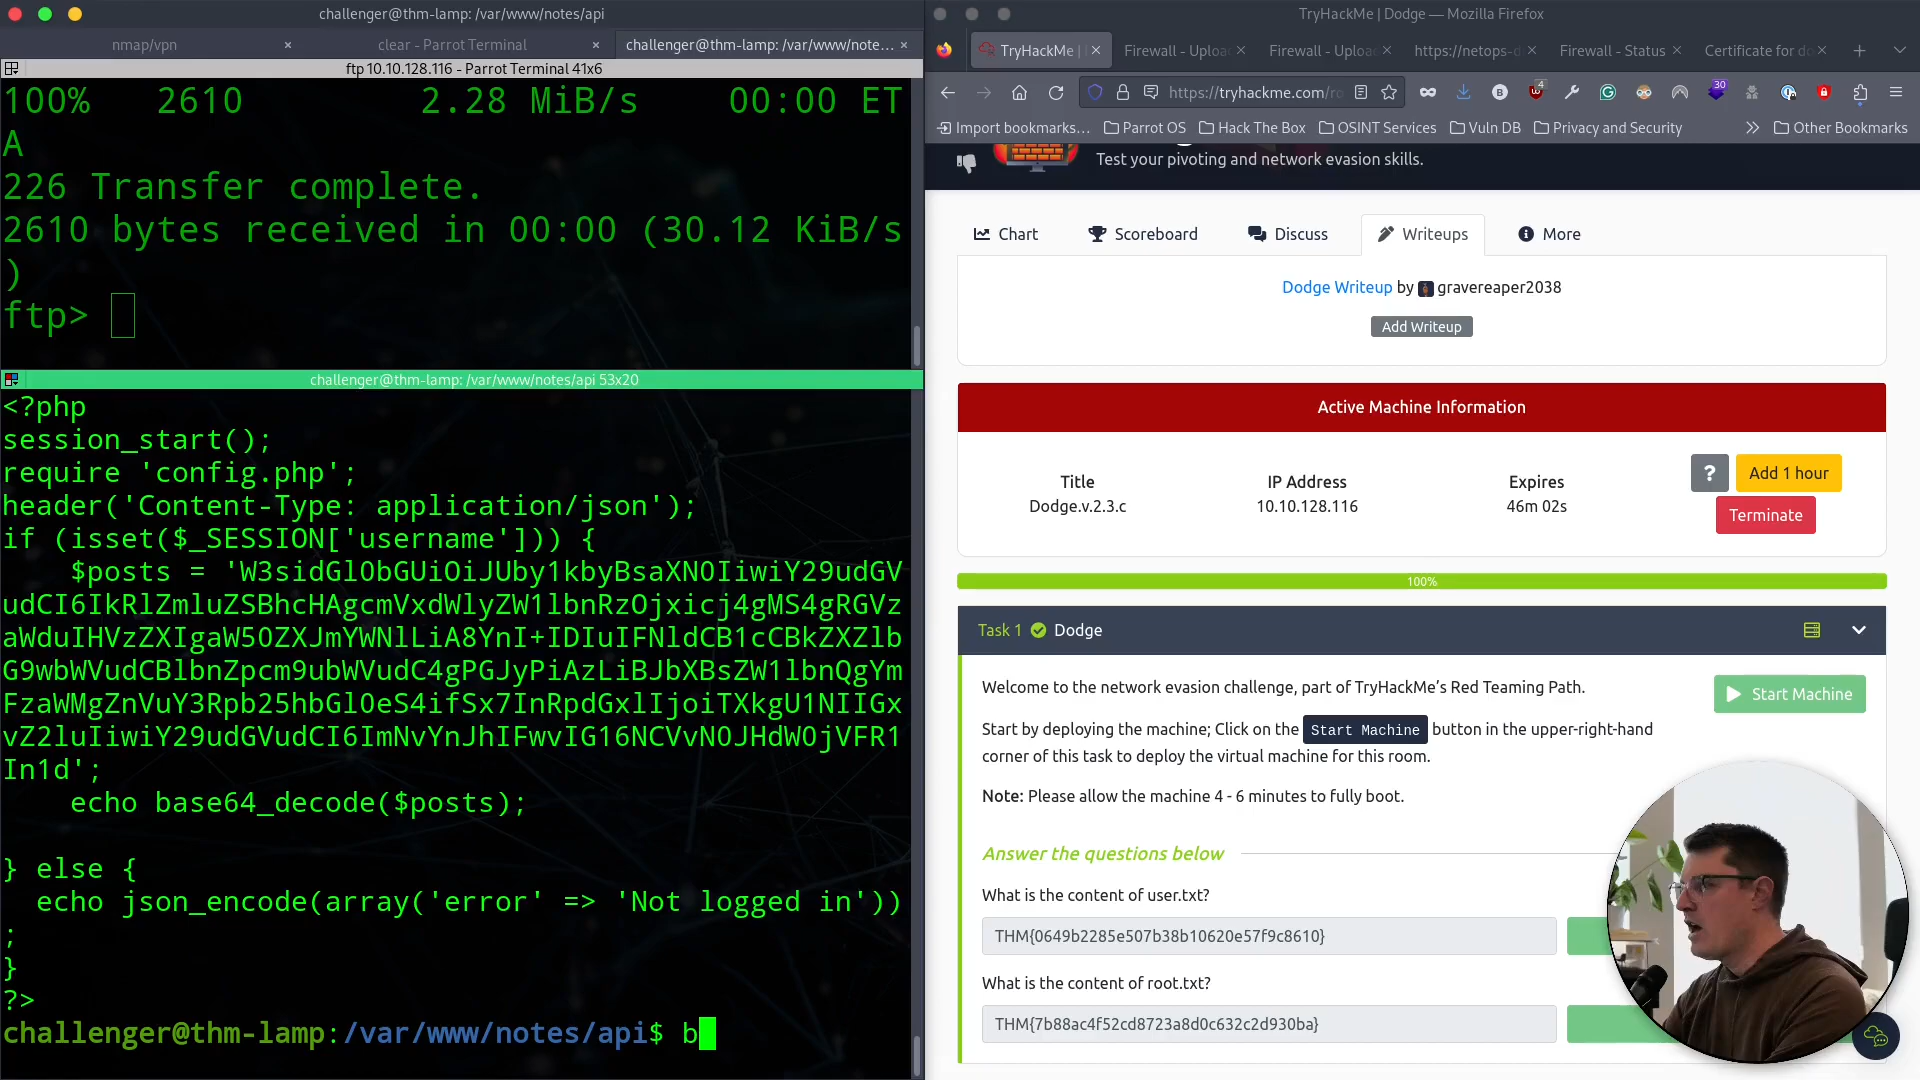 challenger@thm-lamp: /var/www/notes/api
nmap/vpn
clear - Parrot Terminal
challenger@thm-lamp: /var/www/note...
ftp 10.10.128.116 - Parrot Terminal 41x6
100% 2610 2.28 MiB/s 00:00 ET
A
226 Transfer complete.
2610 bytes received in 00:00 (30.12 KiB/s
)
ftp>
challenger@thm-lamp: /var/www/notes/api 53x20
<?php
session_start();
require 'config.php';
header('Content-Type: application/json');
if (isset($_SESSION['username'])) {
$posts = 'W3sidGl0bGUiOiJUby1kbyBsaXN0IiwiY29udGV
udCI6IkRlZmluZSBhcHAgcmVxdWlyZW1lbnRzOjxicj4gMS4gRGVz
aWduIHVzZXIgaW50ZXJmYWNlLiA8YnI+IDIuIFNldCB1cCBkZXZlb
G9wbWVudCBlbnZpcm9ubWVudC4gPGJyPiAzLiBJbXBsZW1lbnQgYm
FzaWMgZnVuY3Rpb25hbGl0eS4ifSx7InRpdGxlIjoiTXkgU1NIIGx
vZ2luIiwiY29udGVudCI6ImNvYnJhIFwvIG16NCVvN0JHdW0jVFR1
In1d';
echo base64_decode($posts);
} else {
echo json_encode(array('error' => 'Not logged in'))
;
}
?>
challenger@thm-lamp:/var/www/notes/api$ b
TryHackMe | Dodge — Mozilla Firefox
TryHackMe |
Firewall - Uploa
Firewall - Uploa
https://netops-d
Firewall - Status
Certificate for do
https://tryhackme.com/ro
4
30
Import bookmarks...
Parrot OS
Hack The Box
OSINT Services
Vuln DB
Privacy and Security
Other Bookmarks
Test your pivoting and network evasion skills.
Chart
Scoreboard
Discuss
Writeups
More
Dodge Writeup by gravereaper2038
Add Writeup
Active Machine Information
Title
IP Address
Expires
? Add 1 hour
Dodge.v.2.3.c
10.10.128.116
46m 02s
Terminate
100%
Task 1 Dodge
Welcome to the network evasion challenge, part of TryHackMe’s Red Teaming Path.
Start Machine
Start by deploying the machine; Click on the Start Machine button in the upper-right-hand
corner of this task to deploy the virtual machine for this room.
Note: Please allow the machine 4 - 6 minutes to fully boot.
Answer the questions below
What is the content of user.txt?
THM{0649b2285e507b38b10620e57f9c8610}
What is the content of root.txt?
THM{7b88ac4f52cd8723a8d0c632c2d930ba}